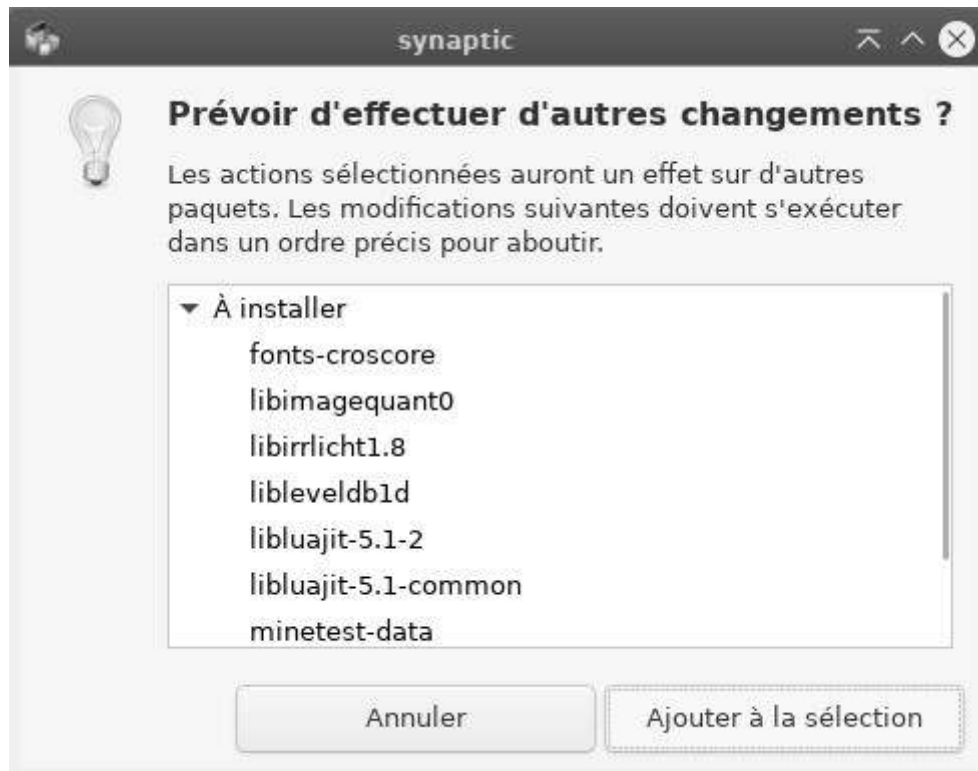 synaptic
Prévoir d'effectuer d'autres changements ?
Les actions sélectionnées auront un effet sur d'autres
paquets. Les modifications suivantes doivent s'exécuter
dans un ordre précis pour aboutir.
À installer
fonts-croscore
libimagequant0
libirrlicht1.8
libleveldb1d
libluajit-5.1-2
libluajit-5.1-common
minetest-data
Annuler
Ajouter à la sélection